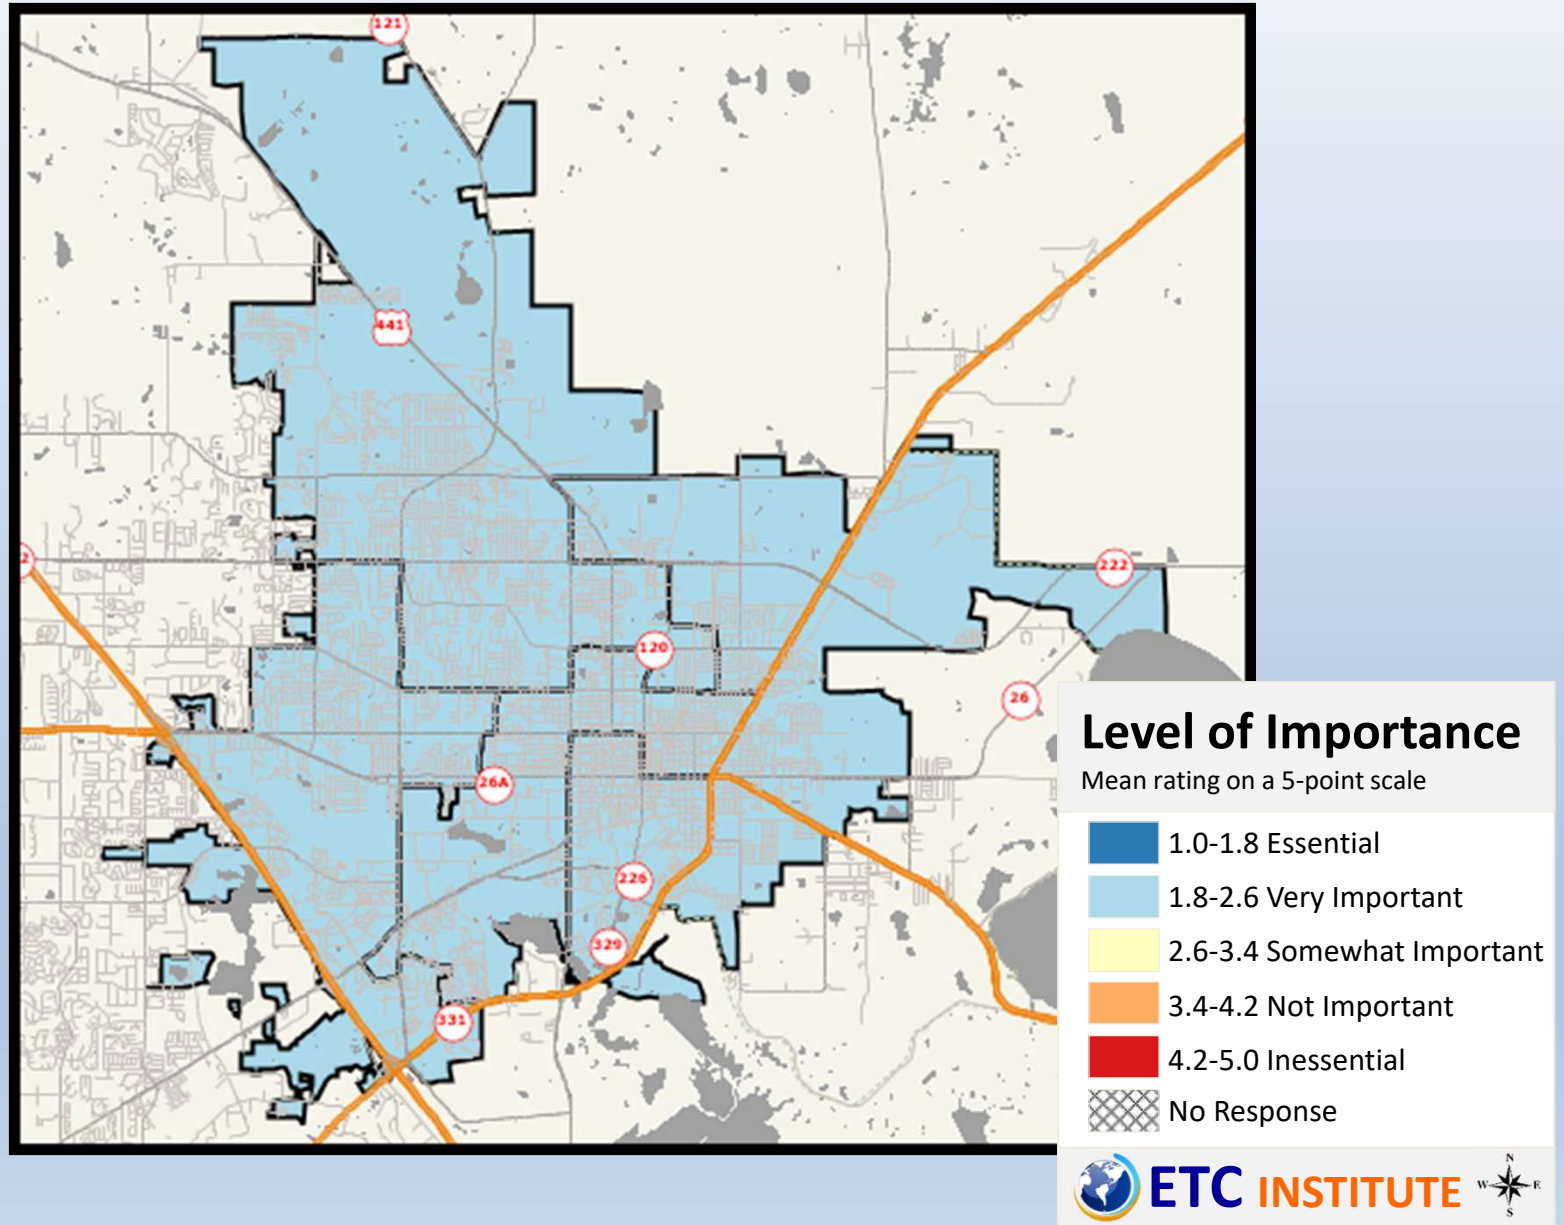 121
441
2
222
120
26
26A
226
329
331
Level of Importance
Mean rating on a 5-point scale
1.0-1.8 Essential
1.8-2.6 Very Important
2.6-3.4 Somewhat Important
3.4-4.2 Not Important
4.2-5.0 Inessential
No Response
ETC INSTITUTE
N
W E
S